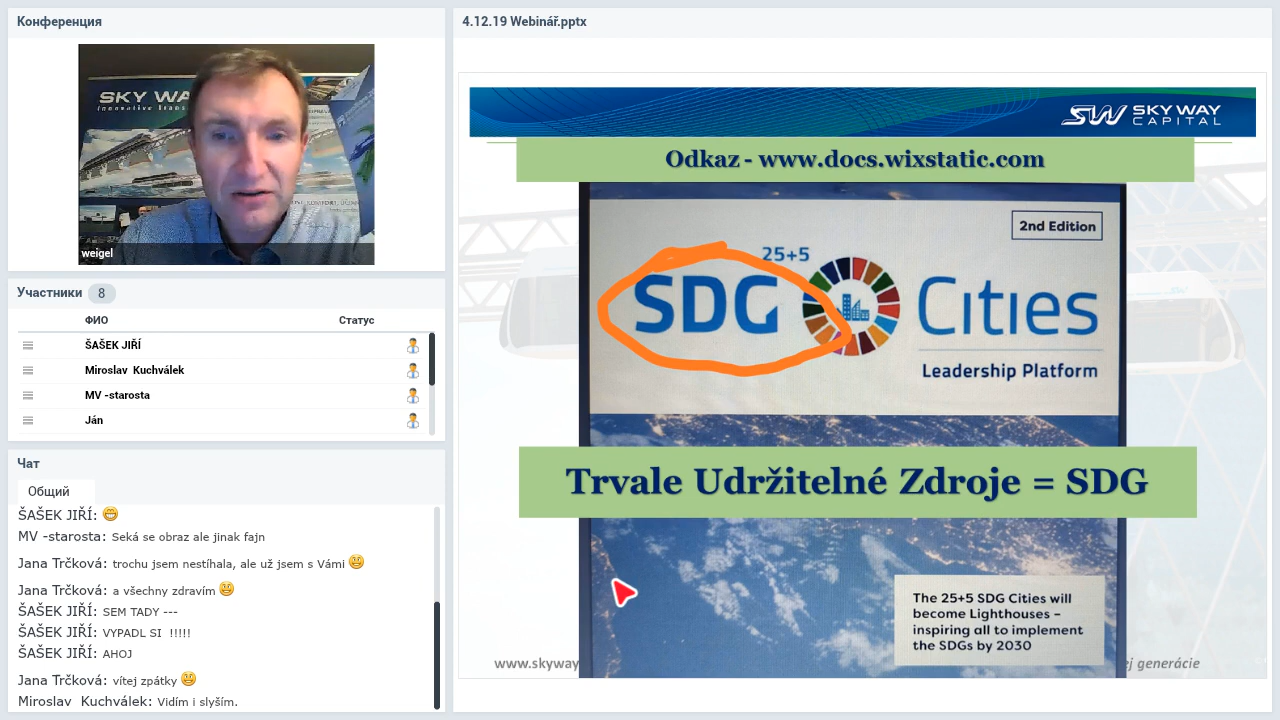 Конференция
SKY WA
weigel
Участники 8
ФИО Статус
ŠAŠEK JIŘÍ
Miroslav Kuchválek
MV -starosta
Ján
Чат
Общий
ŠAŠEK JIŘÍ:
MV -starosta: Seká se obraz ale jinak fajn
Jana Trčková: trochu jsem nestíhala, ale už jsem s Vámi
Jana Trčková: a všechny zdravím
ŠAŠEK JIŘÍ: SEM TADY ---
ŠAŠEK JIŘÍ: VYPADL SI !!!!!
ŠAŠEK JIŘÍ: AHOJ
Jana Trčková: vítej zpátky
Miroslav Kuchválek: Vidím i slyším.
4.12.19 Webinář.pptx
SW SKY WAY
CAPITAL
Odkaz - www.docs.wixstatic.com
2nd Edition
25+5
SDG Cities
Leadership Platform
Trvale Udržitelné Zdroje = SDG
The 25+5 SDG Cities will
become Lighthouses –
inspiring all to implement
the SDGs by 2030
www.skyway
ej generácie